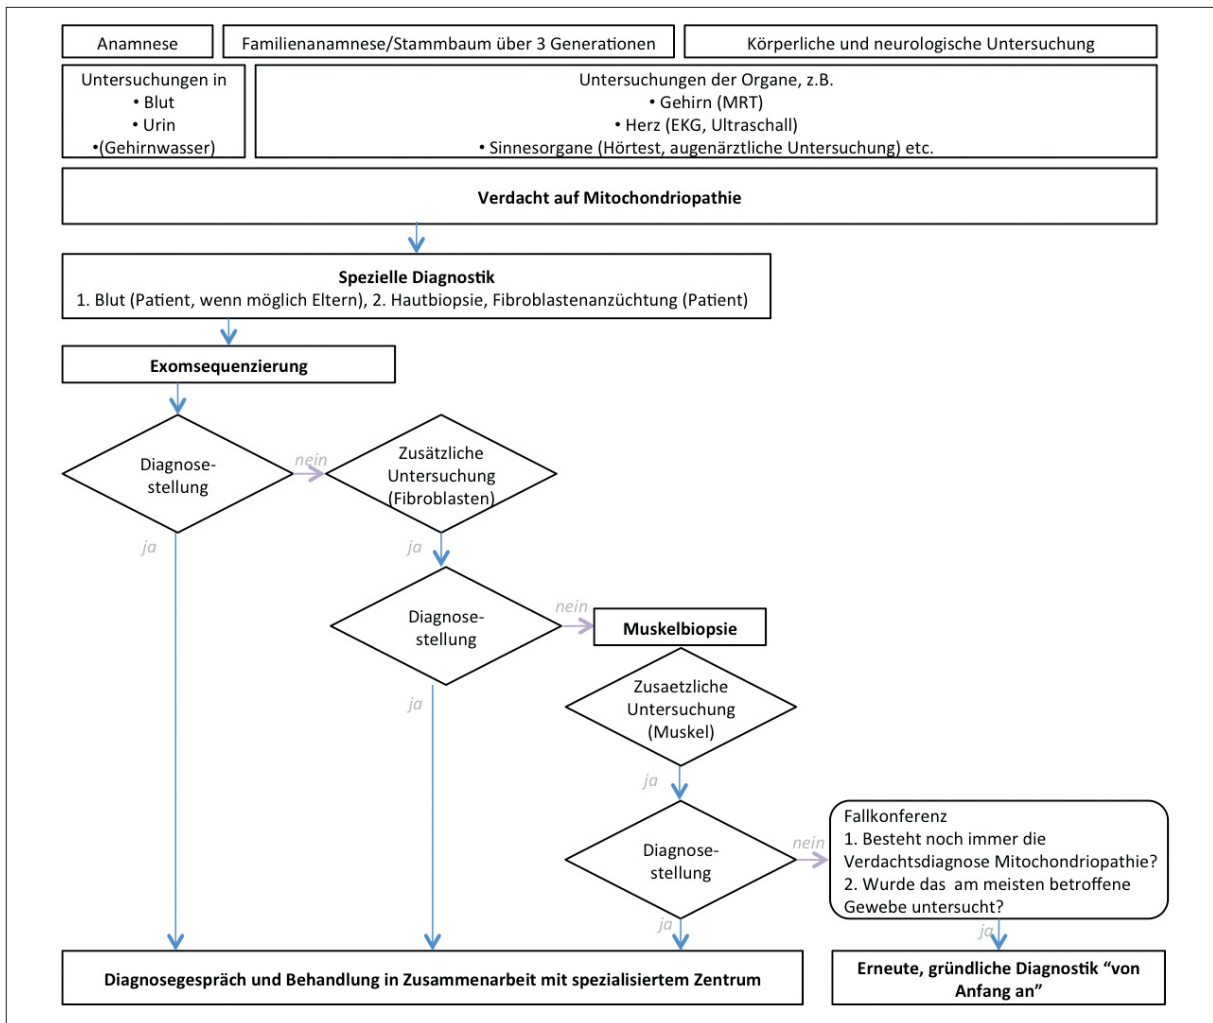 Anamnese
Familienanamnese/Stammbaum über 3 Generationen
Körperliche und neurologische Untersuchung
Untersuchungen in
• Blut
• Urin
•(Gehirnwasser)
Untersuchungen der Organe, z.B.
• Gehirn (MRT)
• Herz (EKG, Ultraschall)
• Sinnesorgane (Hörtest, augenärztliche Untersuchung) etc.
Verdacht auf Mitochondriopathie
Spezielle Diagnostik
1. Blut (Patient, wenn möglich Eltern), 2. Hautbiopsie, Fibroblastenanzüchtung (Patient)
Exomsequenzierung
Diagnose-
stellung
nein
Zusätzliche
Untersuchung
(Fibroblasten)
ja
ja
Diagnose-
stellung
nein
Muskelbiopsie
ja
Zusaetzliche
Untersuchung
(Muskel)
ja
Diagnose-
stellung
nein
Fallkonferenz
1. Besteht noch immer die
Verdachtsdiagnose Mitochondriopathie?
2. Wurde das am meisten betroffene
Gewebe untersucht?
ja
ja
Diagnosegespräch und Behandlung in Zusammenarbeit mit spezialisiertem Zentrum
Erneute, gründliche Diagnostik “von
Anfang an”